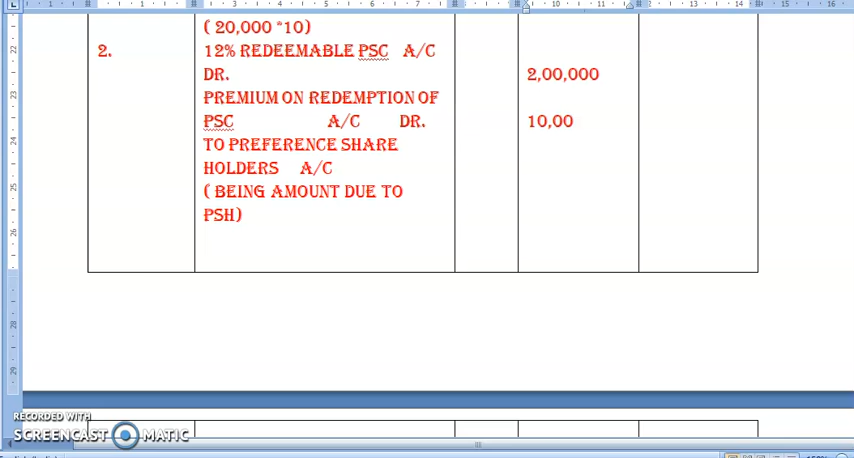 ( 20,000 *10)
2. 12% REDEEMABLE PSC A/C
DR. 2,00,000
PREMIUM ON REDEMPTION OF
PSC A/C DR. 10,00
TO PREFERENCE SHARE
HOLDERS A/C
( BEING AMOUNT DUE TO
PSH)
RECORDED WITH
SCREENCAST MATIC